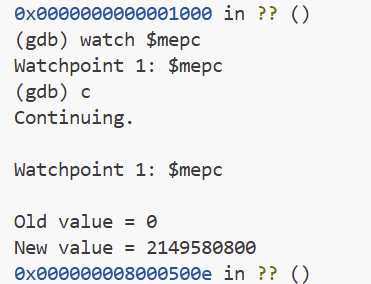 0x0000000000001000 in ?? ()
(gdb) watch $mepc
Watchpoint 1: $mepc
(gdb) c
Continuing.

Watchpoint 1: $mepc

Old value = 0
New value = 2149580800
0x000000008000500e in ?? ()